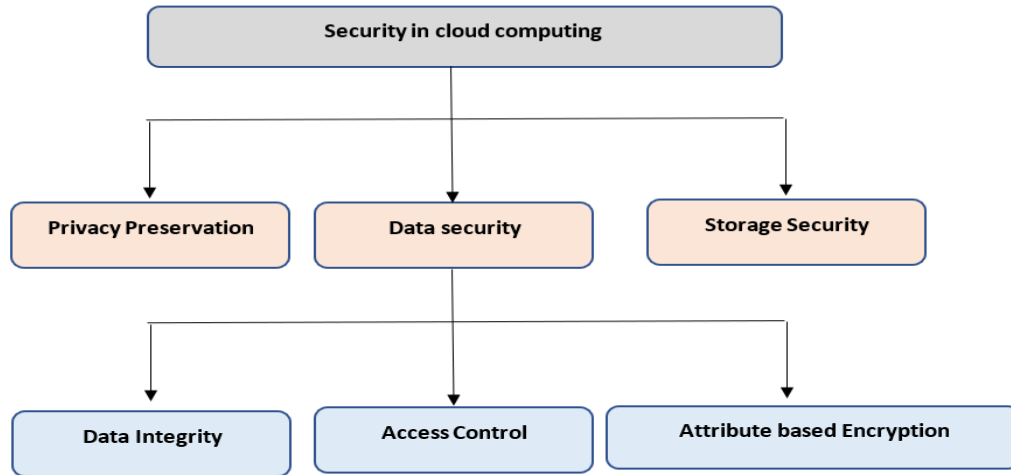 Security in cloud computing
Privacy Preservation
Data security
Storage Security
Data Integrity
Access Control
Attribute based Encryption